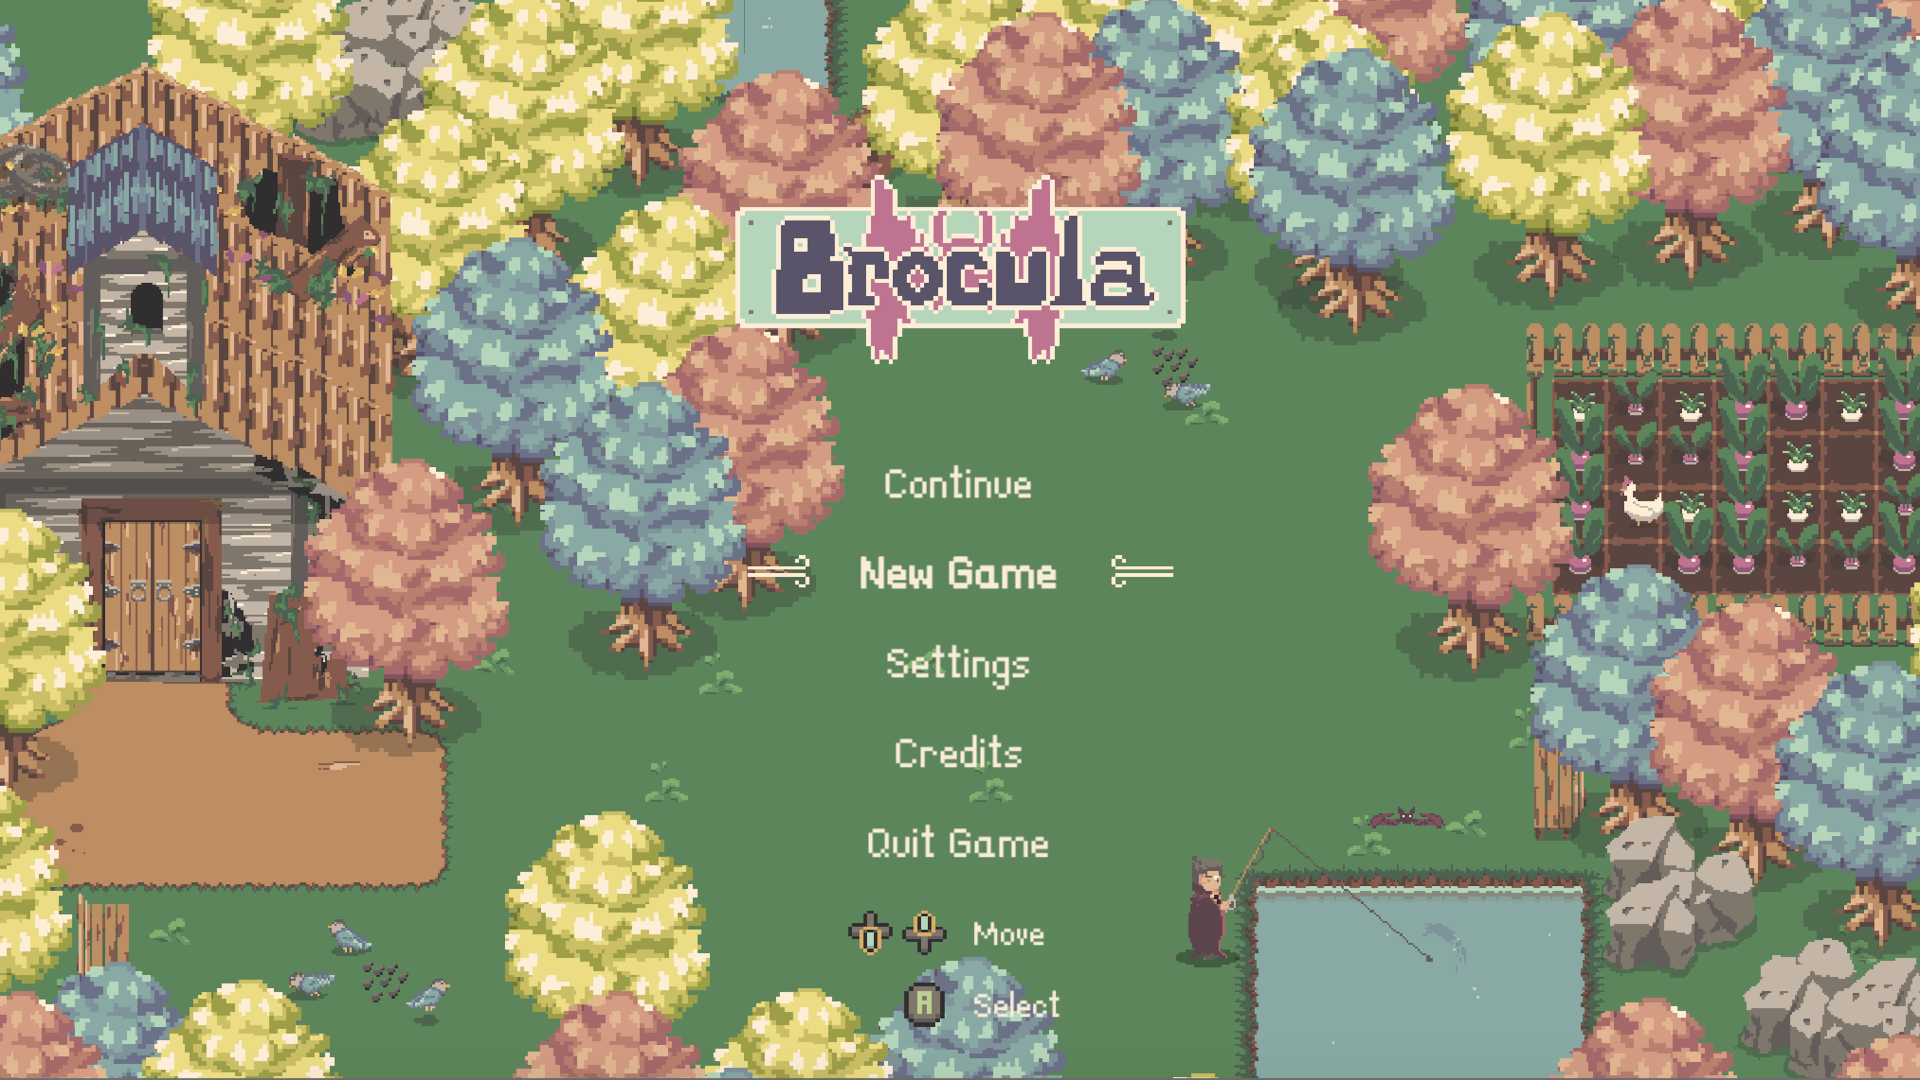 Brocula
Continue
New Game
Settings
Credits
Quit Game
Move
A Select